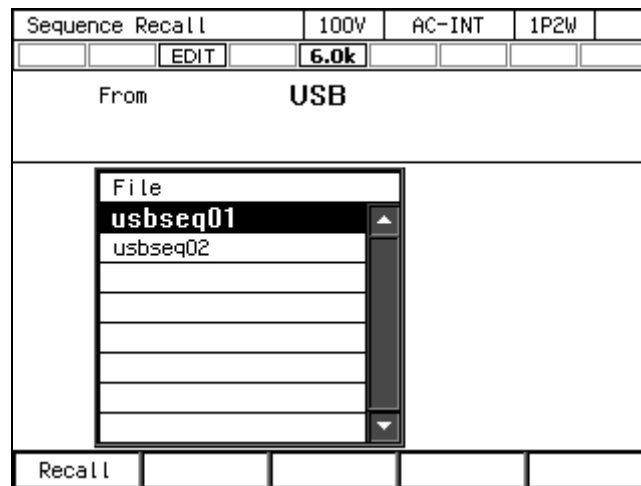 Sequence Recall 100V AC-INT 1P2W
EDIT 6.0k
From USB
File
usbseq01
usbseq02
Recall